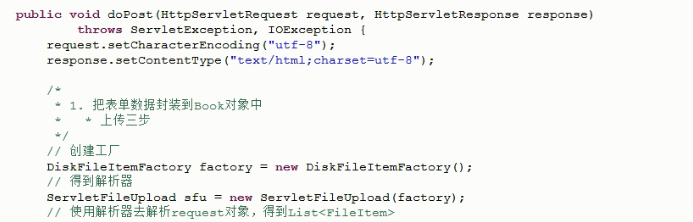 public void doPost(HttpServletRequest request, HttpServletResponse response)
throws ServletException, IOException {
request.setCharacterEncoding("utf-8");
response.setContentType("text/html;charset=utf-8");
/*
* 1. 把表单数据封装到Book对象中
*   * 上传三步
*/
// 创建工厂
DiskFileItemFactory factory = new DiskFileItemFactory();
// 得到解析器
ServletFileUpload sfu = new ServletFileUpload(factory);
// 使用解析器去解析request对象，得到List<FileItem>